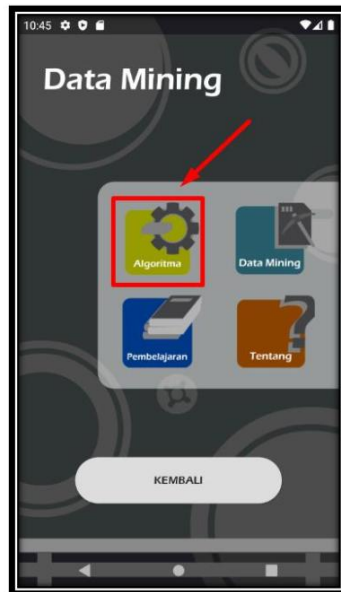 10:45
Data Mining
Algoritma
Data Mining
Pembelajaran
Tentang
KEMBALI